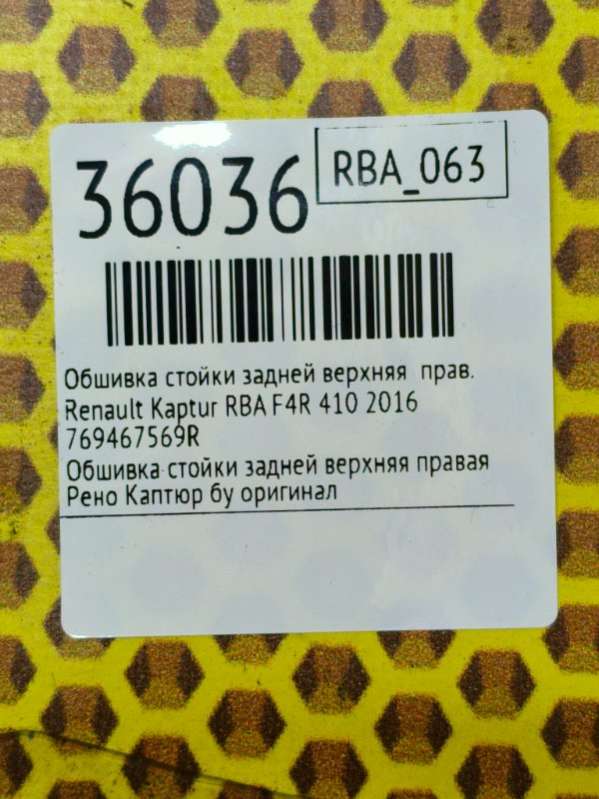 36036
RBA_063
Обшивка стойки задней верхняя прав.
Renault Kaptur RBA F4R 410 2016
769467569R
Обшивка стойки задней верхняя правая
Рено Каптюр бу оригинал